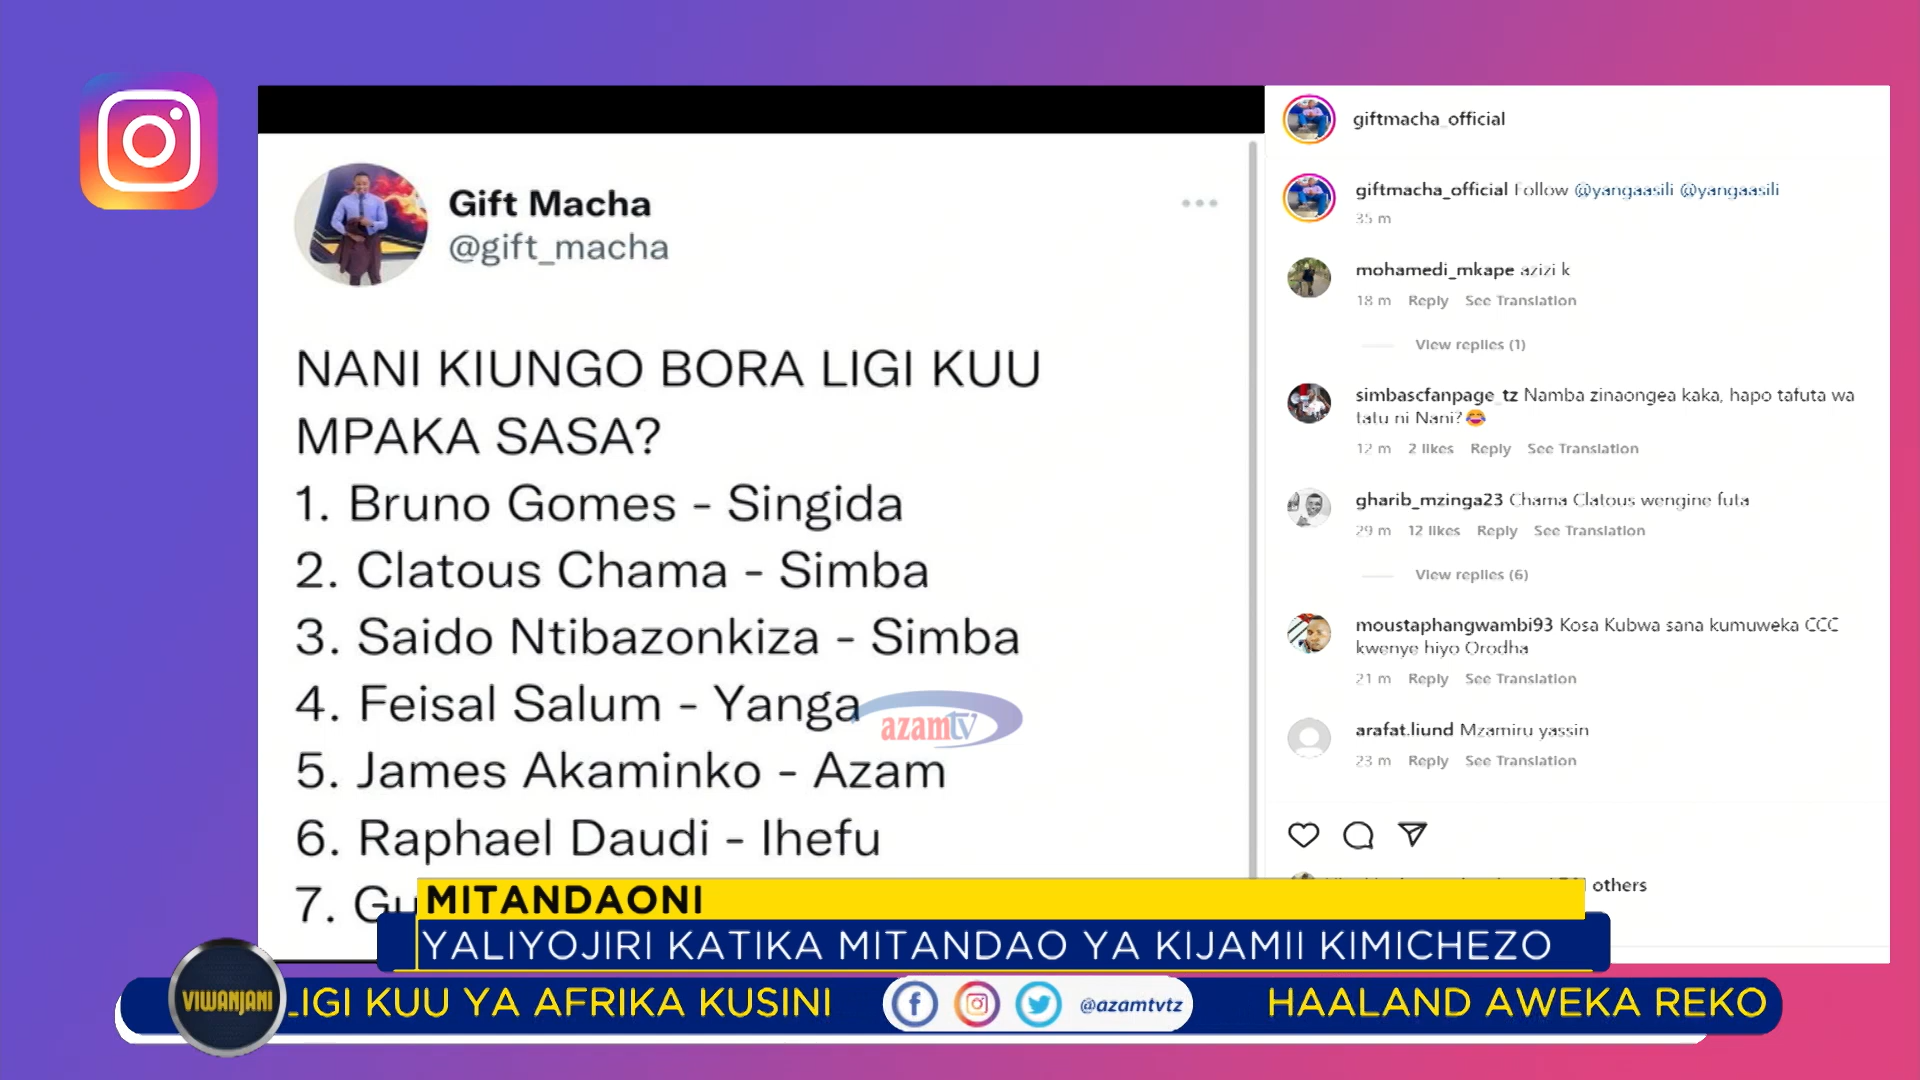 Gift Macha
@gift_macha
NANI KIUNGO BORA LIGI KUU
MPAKA SASA?
1. Bruno Gomes - Singida
2. Clatous Chama - Simba
3. Saido Ntibazonkiza - Simba
4. Feisal Salum - Yanga
azamtv
5. James Akaminko - Azam
6. Raphael Daudi - Ihefu
7. Gu
giftmacha_official
giftmacha_official Follow @yangaasili @yangaasili
35 m
mohamedi_mkape azizi k
18 m Reply See Translation
View replies (1)
simbascfanpage_tz Namba zinaongea kaka, hapo tafuta wa
tatu ni Nani?😂
12 m 2 likes Reply See Translation
gharib_mzinga23 Chama Clatous wengine futa
29 m 12 likes Reply See Translation
View replies (6)
moustaphangwambi93 Kosa Kubwa sana kumuweka CCC
kwenye hiyo Orodha
21 m Reply See Translation
arafat.liund Mzamiru yassin
23 m Reply See Translation
others
MITANDAONI
YALIYOJIRI KATIKA MITANDAO YA KIJAMII KIMICHEZO
VIWANJANI
LIGI KUU YA AFRIKA KUSINI
@azamtvtz
HAALAND AWEKA REKO